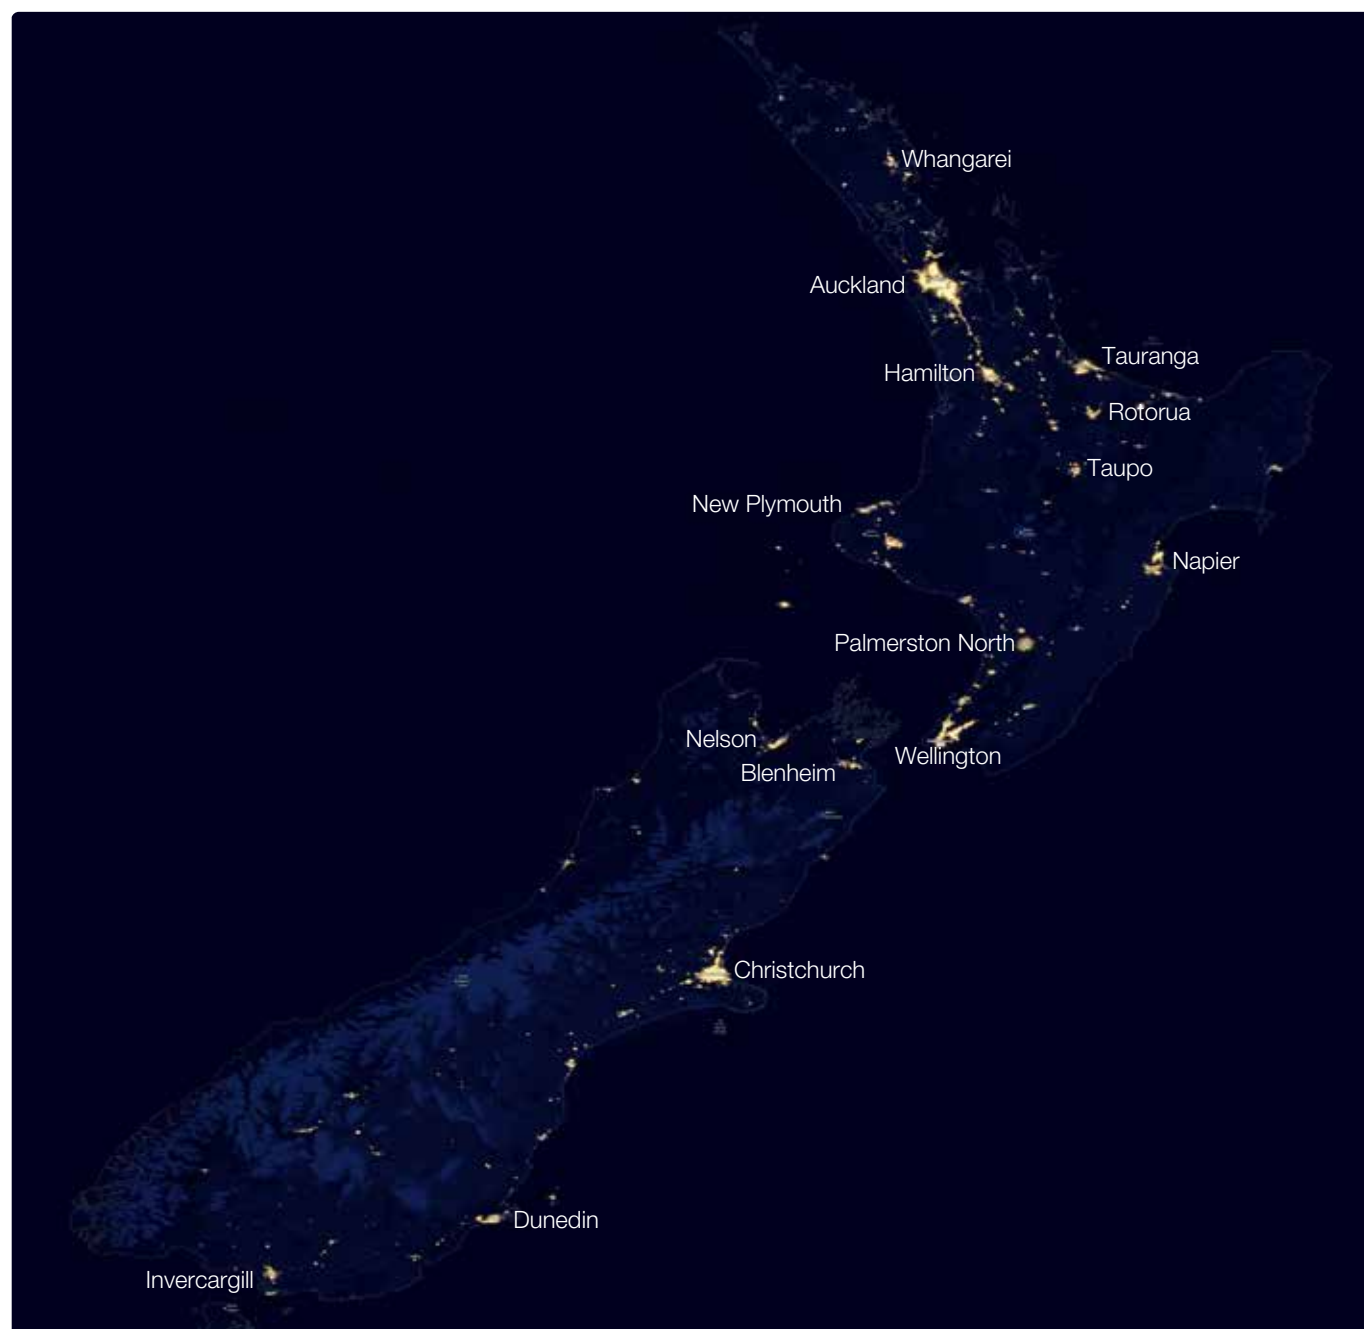 Whangarei
Auckland
Tauranga
Hamilton
Rotorua
Taupo
New Plymouth
Napier
Palmerston North
Nelson
Wellington
Blenheim
Christchurch
Dunedin
Invercargill